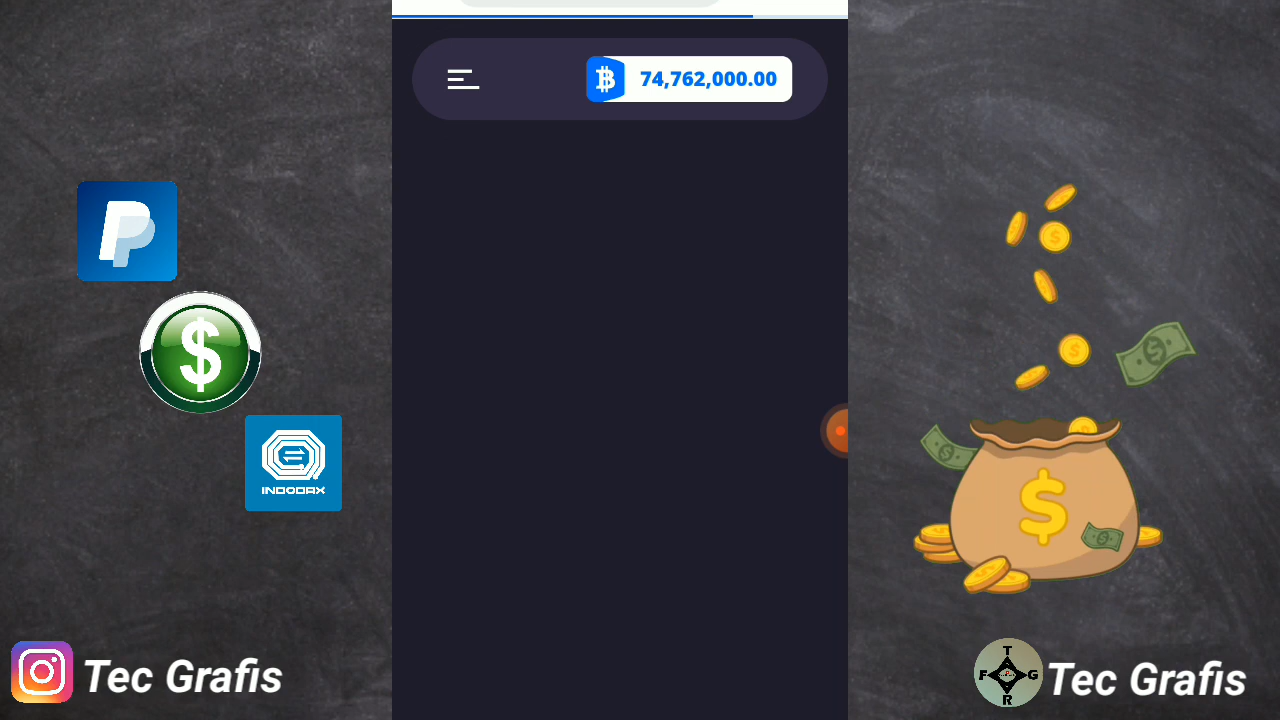 74,762,000.00
INDODAX
Tec Grafis
T
F G
R
Tec Grafis